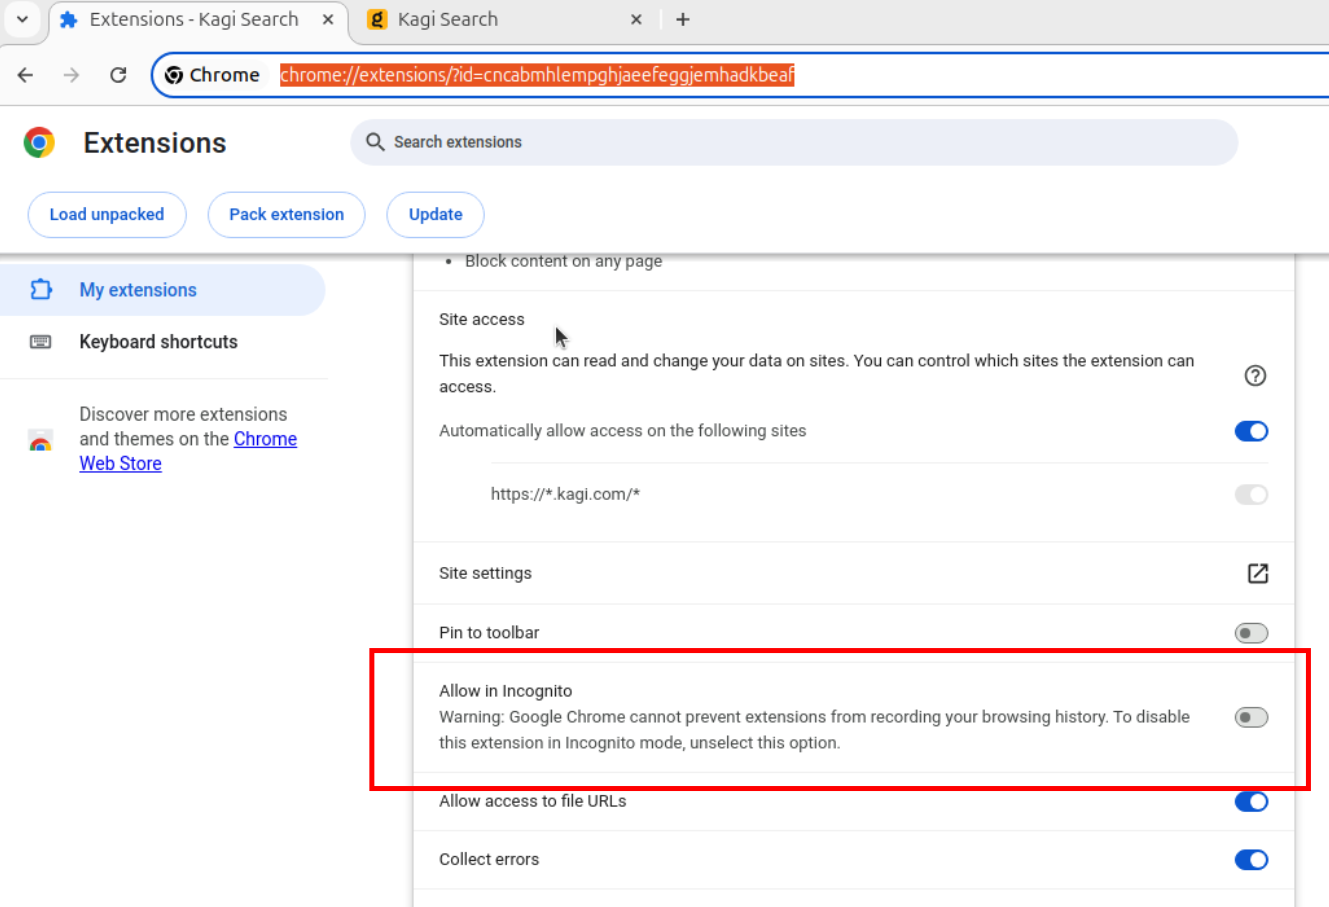 Extensions - Kagi Search
Kagi Search
Chrome
chrome://extensions/?id=cncabmhlempghjaeefeggjemhadkbeaf
Extensions
Search extensions
Load unpacked
Pack extension
Update
My extensions
Keyboard shortcuts
Discover more extensions
and themes on the Chrome
Web Store
• Block content on any page
Site access
This extension can read and change your data on sites. You can control which sites the extension can
access.
Automatically allow access on the following sites
https://*.kagi.com/*
Site settings
Pin to toolbar
Allow in Incognito
Warning: Google Chrome cannot prevent extensions from recording your browsing history. To disable
this extension in Incognito mode, unselect this option.
Allow access to file URLs
Collect errors